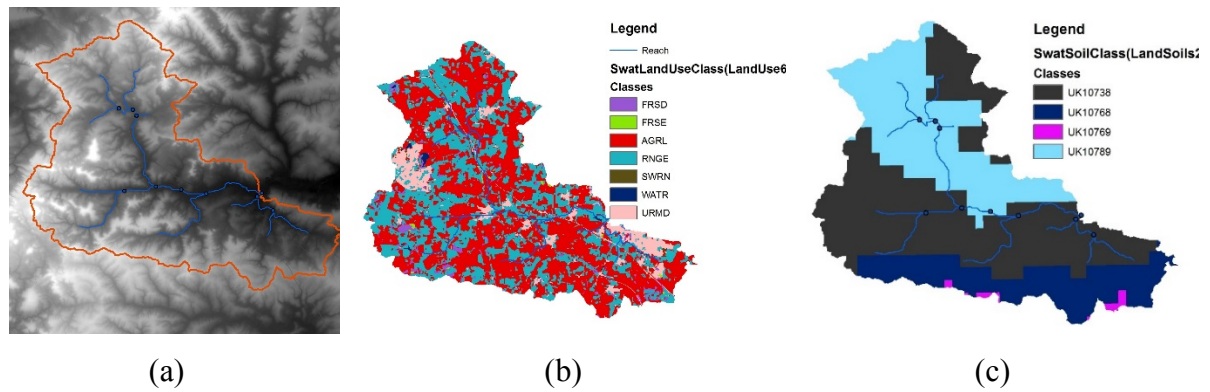 Legend
Reach
SwatLandUseClass(LandUse6
Classes
FRSD
FRSE
AGRL
RNGE
SWRN
WATR
URMD
Legend
SwatSoilClass(LandSoils2
Classes
UK10738
UK10768
UK10769
UK10789
(a)
(b)
(c)